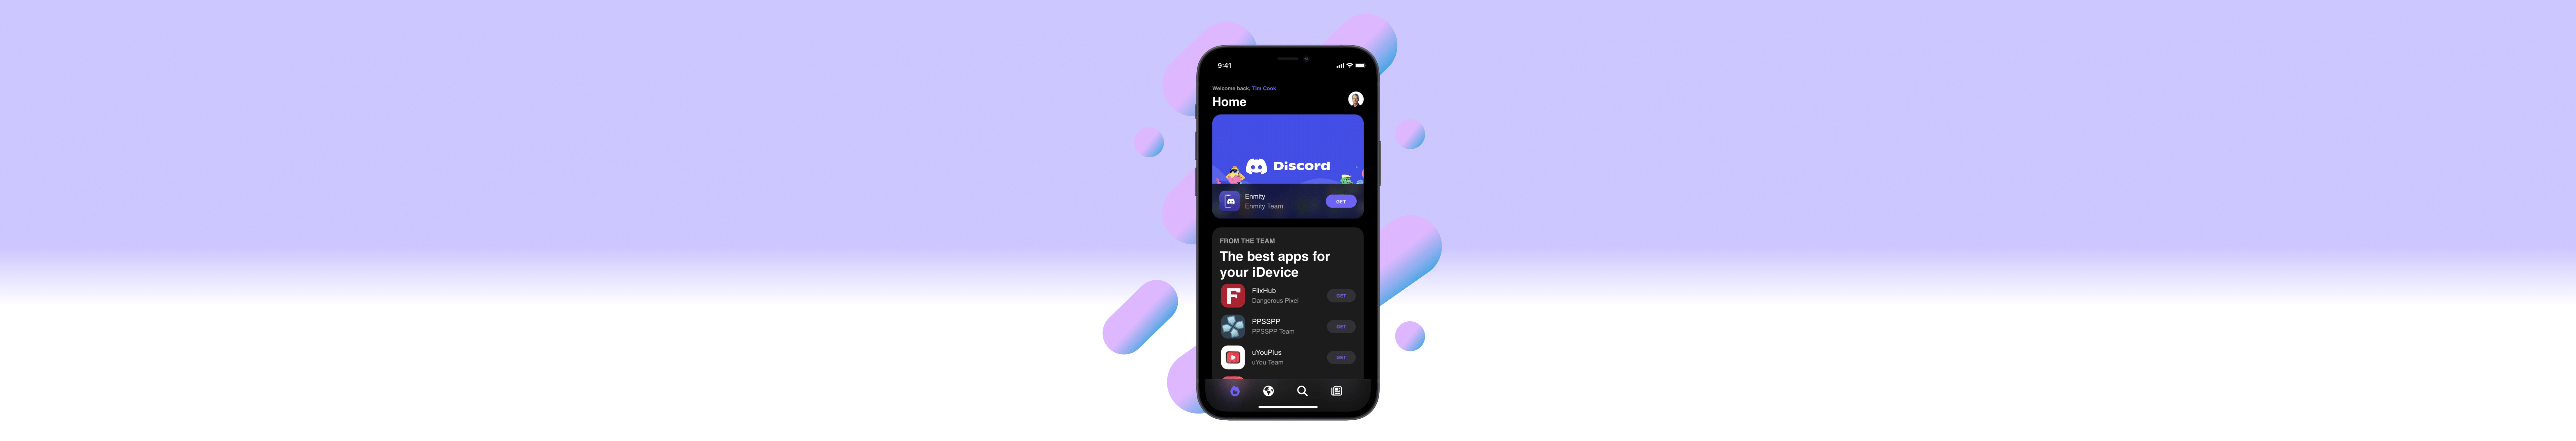 9:41
Welcome back, Tim Cook
Home
Discord
Enmity
Enmity Team
GET
FROM THE TEAM
The best apps for
your iDevice
FlixHub
Dangerous Pixel
GET
PPSSPP
PPSSPP Team
GET
uYouPlus
uYou Team
GET